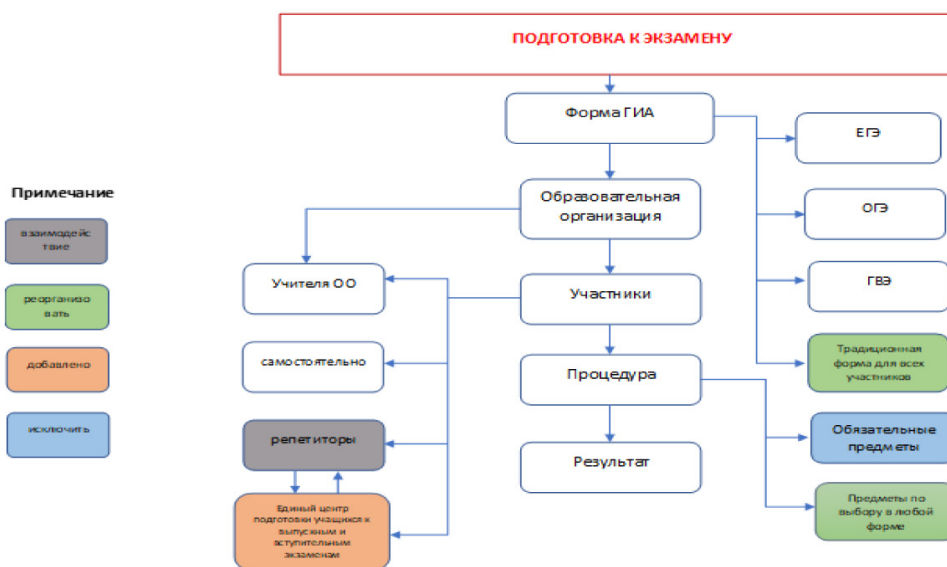 ПОДГОТОВКА К ЭКЗАМЕНУ
Форма ГИА
ЕГЭ
Примечание
Образовательная
организация
ОГЭ
взаимодейс
твие
Учителя ОО
Участники
ГВЭ
реорганизо
вать
самостоятельно
Процедура
Традиционная
форма для всех
участников
добавлено
исключить
репетиторы
Результат
Обязательные
предметы
Единый центр
подготовки учащихся к
выпускным и
вступительным
экзаменам
Предметы по
выбору в любой
форме